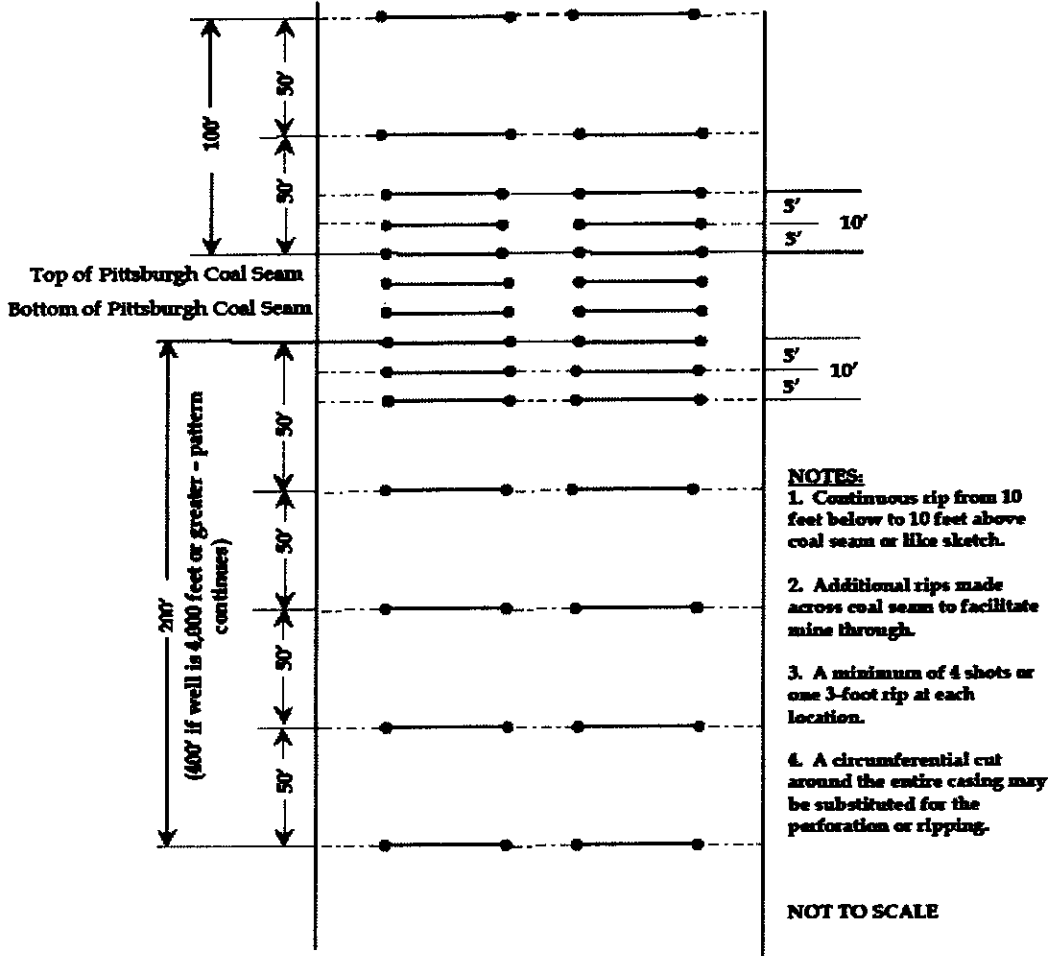 50'
100'
50'
5'
10'
5'
Top of Pittsburgh Coal Seam
Bottom of Pittsburgh Coal Seam
5'
10'
5'
50'
200'
(400' if well is 4,000 feet or greater - pattern
continues)
50'
50'
50'
NOTES:
1. Continuous rip from 10
feet below to 10 feet above
coal seam or like sketch.
2. Additional rips made
across coal seam to facilitate
mine through.
3. A minimum of 4 shots or
one 3-foot rip at each
location.
4. A circumferential cut
around the entire casing may
be substituted for the
perforation or ripping.
NOT TO SCALE